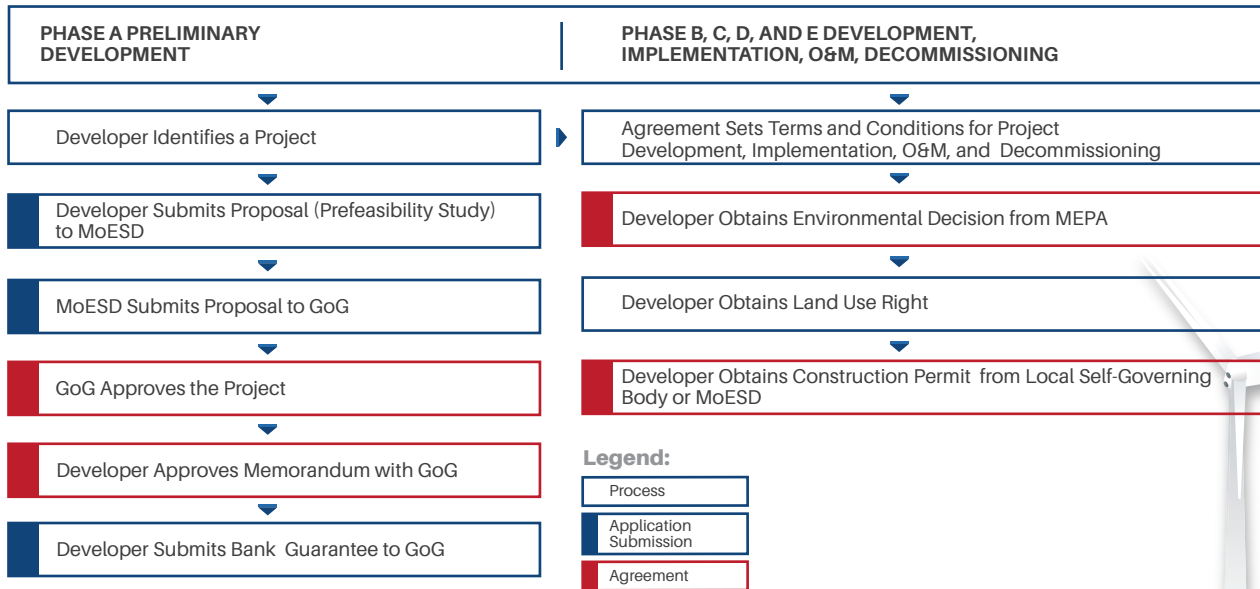 PHASE A PRELIMINARY
DEVELOPMENT
PHASE B, C, D, AND E DEVELOPMENT,
IMPLEMENTATION, O&M, DECOMMISSIONING
Developer Identifies a Project
Developer Submits Proposal (Prefeasibility Study)
to MoESD
MoESD Submits Proposal to GoG
GoG Approves the Project
Developer Approves Memorandum with GoG
Developer Submits Bank Guarantee to GoG
Agreement Sets Terms and Conditions for Project
Development, Implementation, O&M, and Decommissioning
Developer Obtains Environmental Decision from MEPA
Developer Obtains Land Use Right
Developer Obtains Construction Permit from Local Self-Governing
Body or MoESD
Legend:
Process
Application
Submission
Agreement